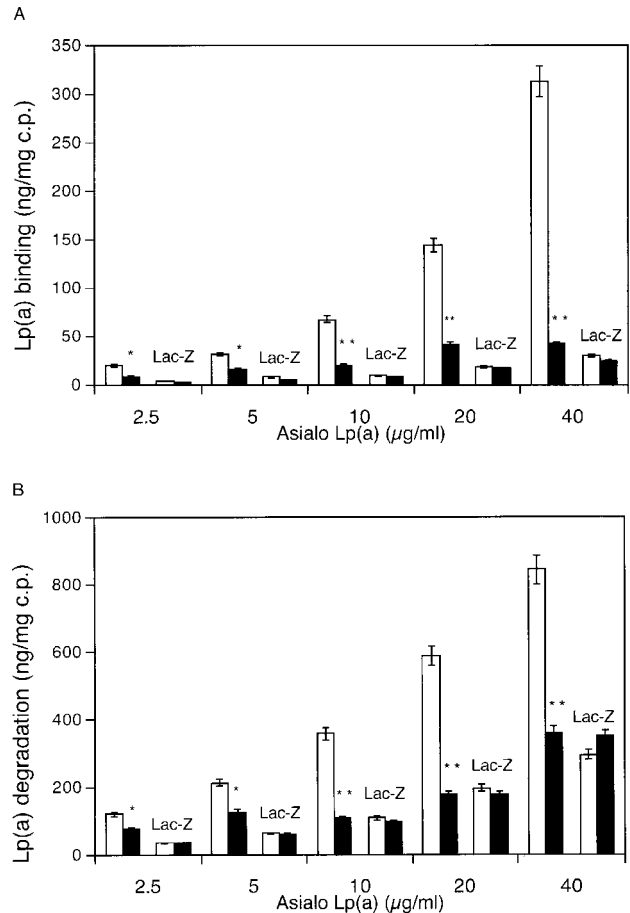 A
Lp(a) binding (ng/mg c.p.)
350
300
250
200
150
100
50
0
* Lac-Z * Lac-Z ** Lac-Z ** Lac-Z ** Lac-Z
2.5 5 10 20 40
Asialo Lp(a) (µg/ml)
B
Lp(a) degradation (ng/mg c.p.)
1000
800
600
400
200
0
* Lac-Z * Lac-Z ** Lac-Z ** Lac-Z ** Lac-Z
2.5 5 10 20 40
Asialo Lp(a) (µg/ml)